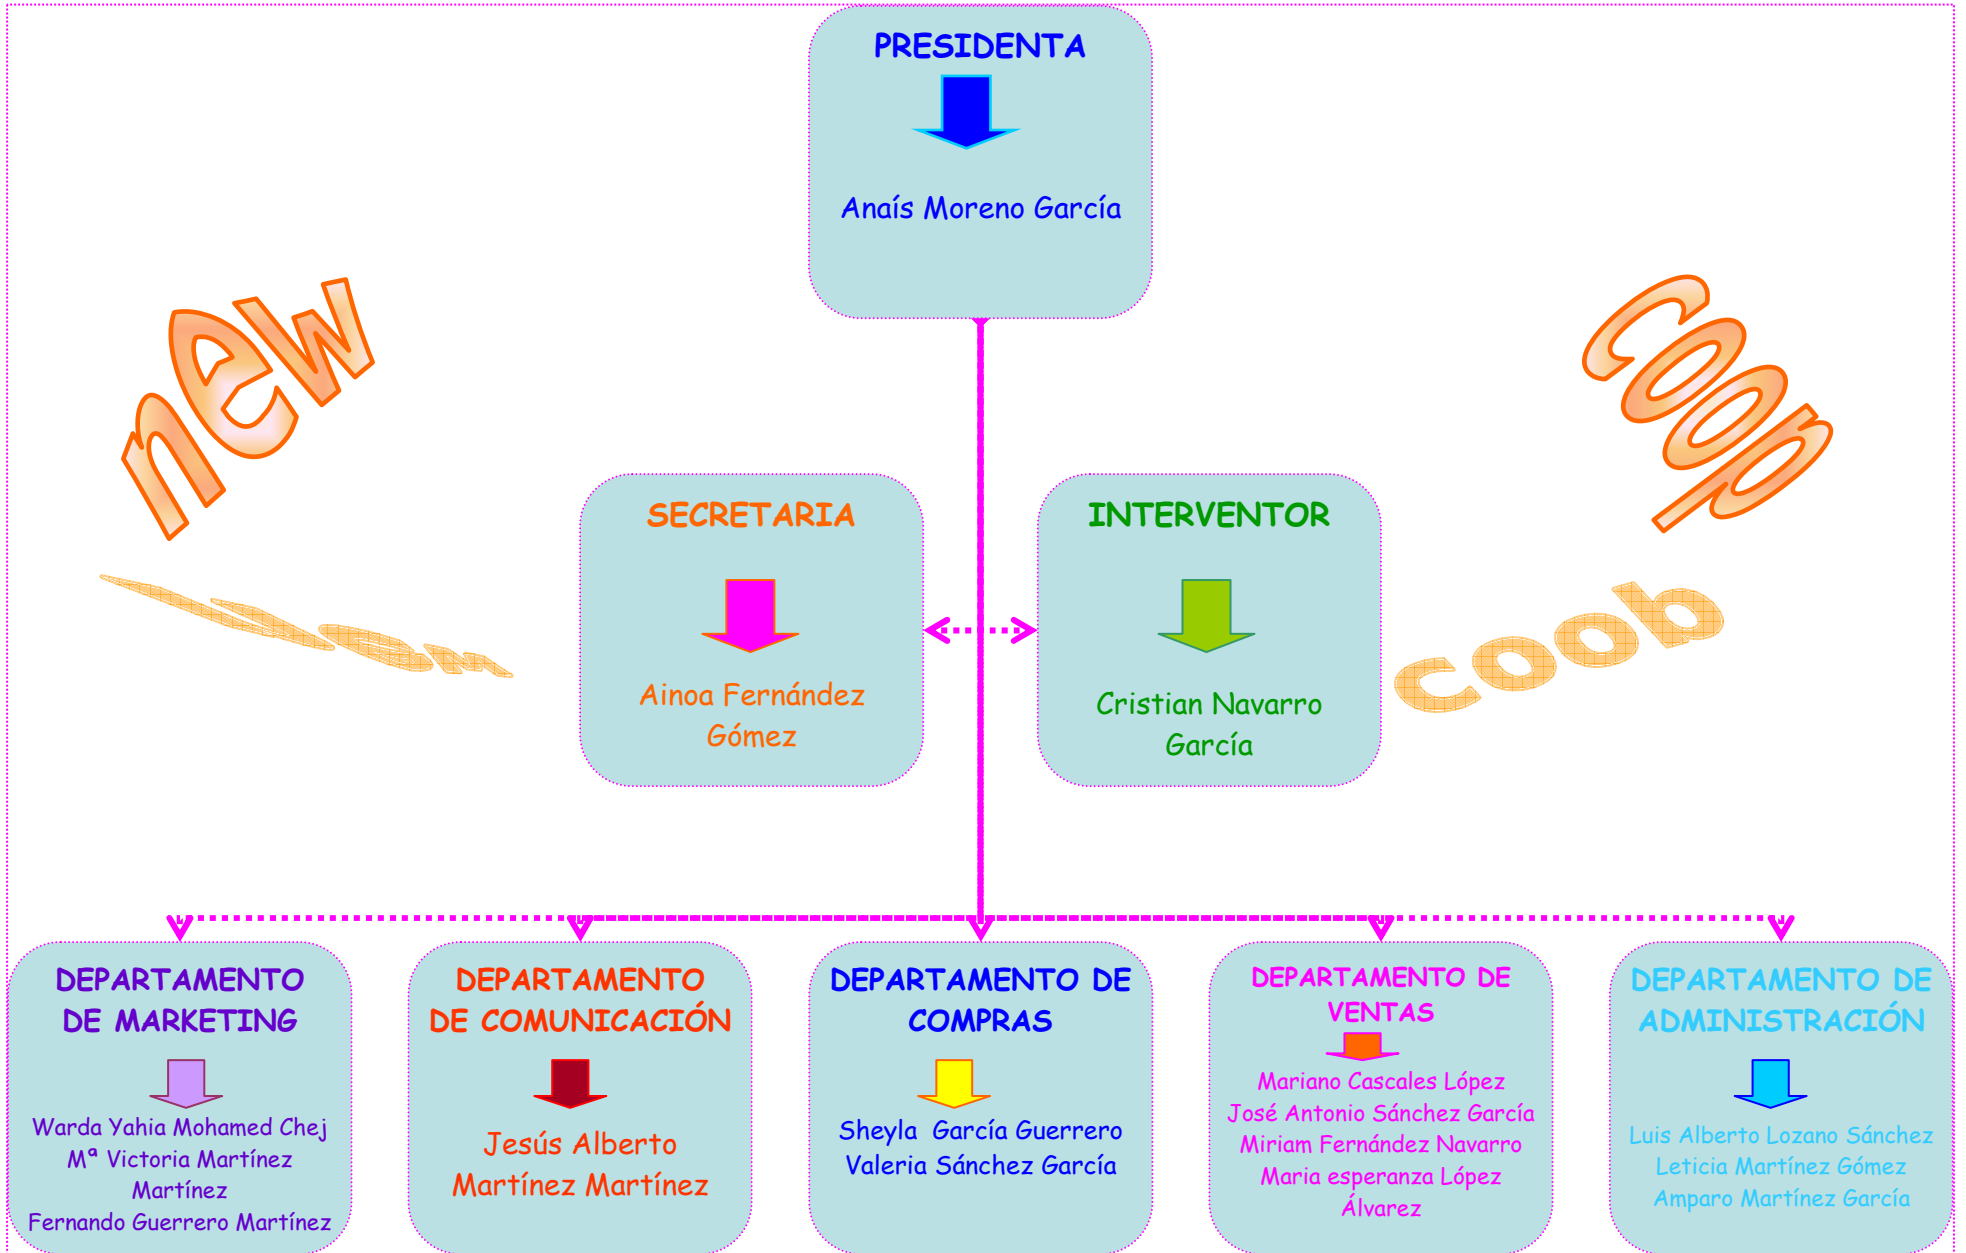 PRESIDENTA
Anaís Moreno García
new
coop
SECRETARIA
Ainoa Fernández
Gómez
INTERVENTOR
Cristian Navarro
García
DEPARTAMENTO
DE MARKETING
Warda Yahia Mohamed Chej
Mª Victoria Martínez
Martínez
Fernando Guerrero Martínez
DEPARTAMENTO
DE COMUNICACIÓN
Jesús Alberto
Martínez Martínez
DEPARTAMENTO DE
COMPRAS
Sheyla  García Guerrero
Valeria Sánchez García
DEPARTAMENTO DE
VENTAS
Mariano Cascales López
José Antonio Sánchez García
Miriam Fernández Navarro
Maria esperanza López
Álvarez
DEPARTAMENTO DE
ADMINISTRACIÓN
Luis Alberto Lozano Sánchez
Leticia Martínez Gómez
Amparo Martínez García